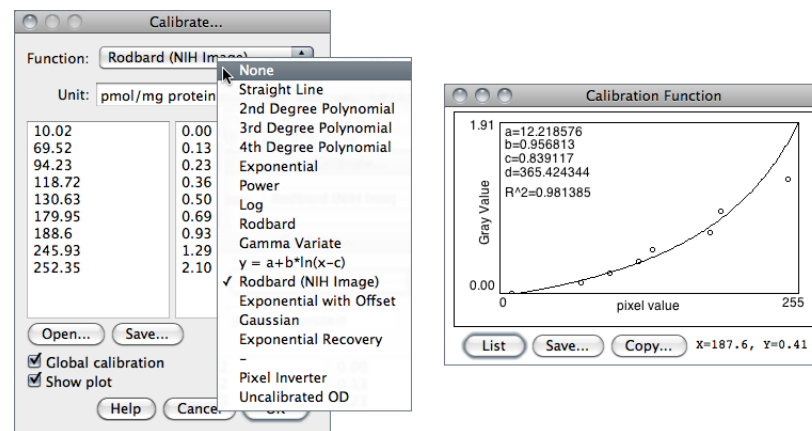 Calibrate...
Function:
Rodbard (NIH Image)
Unit:
pmol/mg protein
10.02
69.52
94.23
118.72
130.63
179.95
188.6
245.93
252.35
0.00
0.13
0.23
0.36
0.50
0.69
0.93
1.29
2.10
Open...
Save...
Global calibration
Show plot
Help
Cancel
OK
None
Straight Line
2nd Degree Polynomial
3rd Degree Polynomial
4th Degree Polynomial
Exponential
Power
Log
Rodbard
Gamma Variate
y = a+b*ln(x-c)
✓ Rodbard (NIH Image)
Exponential with Offset
Gaussian
Exponential Recovery
–
Pixel Inverter
Uncalibrated OD
Calibration Function
1.91
a=12.218576
b=0.956813
c=0.839117
d=365.424344
R^2=0.981385
Gray Value
0.00
0
pixel value
255
List
Save...
Copy...
X=187.6, Y=0.41